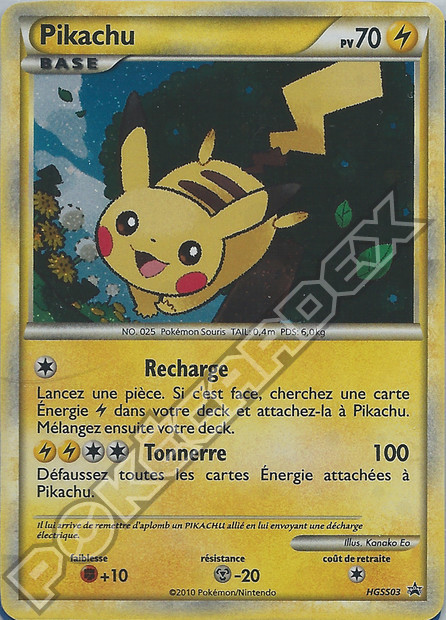 Pikachu PV70
BASE
NO. 025 Pokémon Souris TAIL: 0,4m PDS: 6,0kg
Recharge
Lancez une pièce. Si c'est face, cherchez une carte
Énergie dans votre deck et attachez-la à Pikachu.
Mélangez ensuite votre deck.
Tonnerre 100
Défaussez toutes les cartes Énergie attachées à
Pikachu.
Il lui arrive de remettre d'aplomb un PIKACHU allié en lui envoyant une décharge
électrique.
Illus. Kanako Eo
faiblesse résistance coût de retraite
+10 -20
©2010 Pokémon/Nintendo HGSS03
POKECARDEX